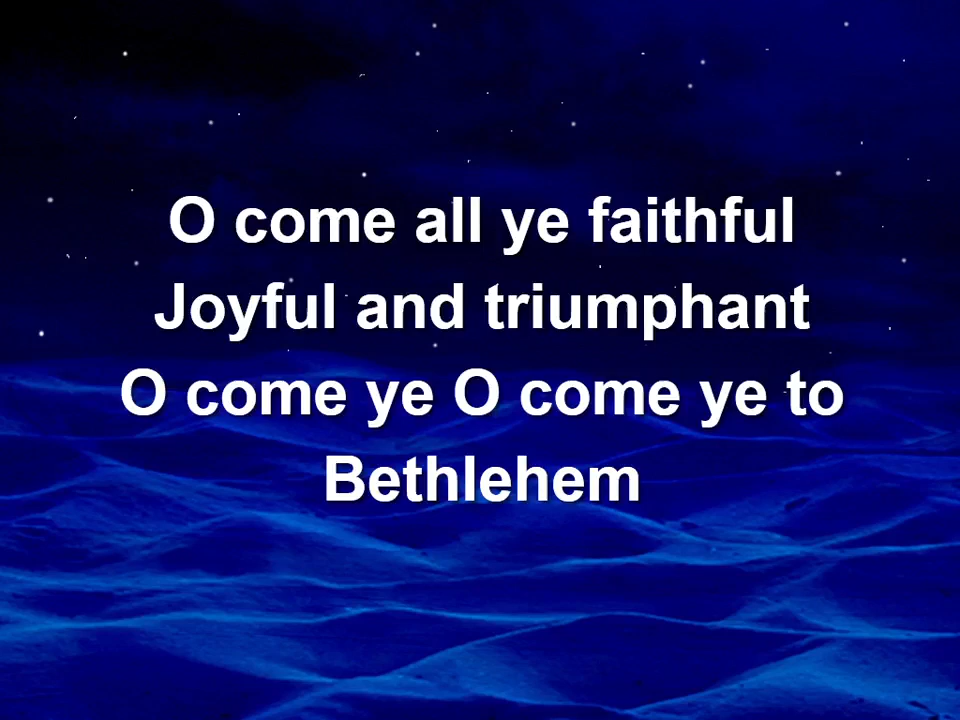 O come all ye faithful
Joyful and triumphant
O come ye O come ye to
Bethlehem